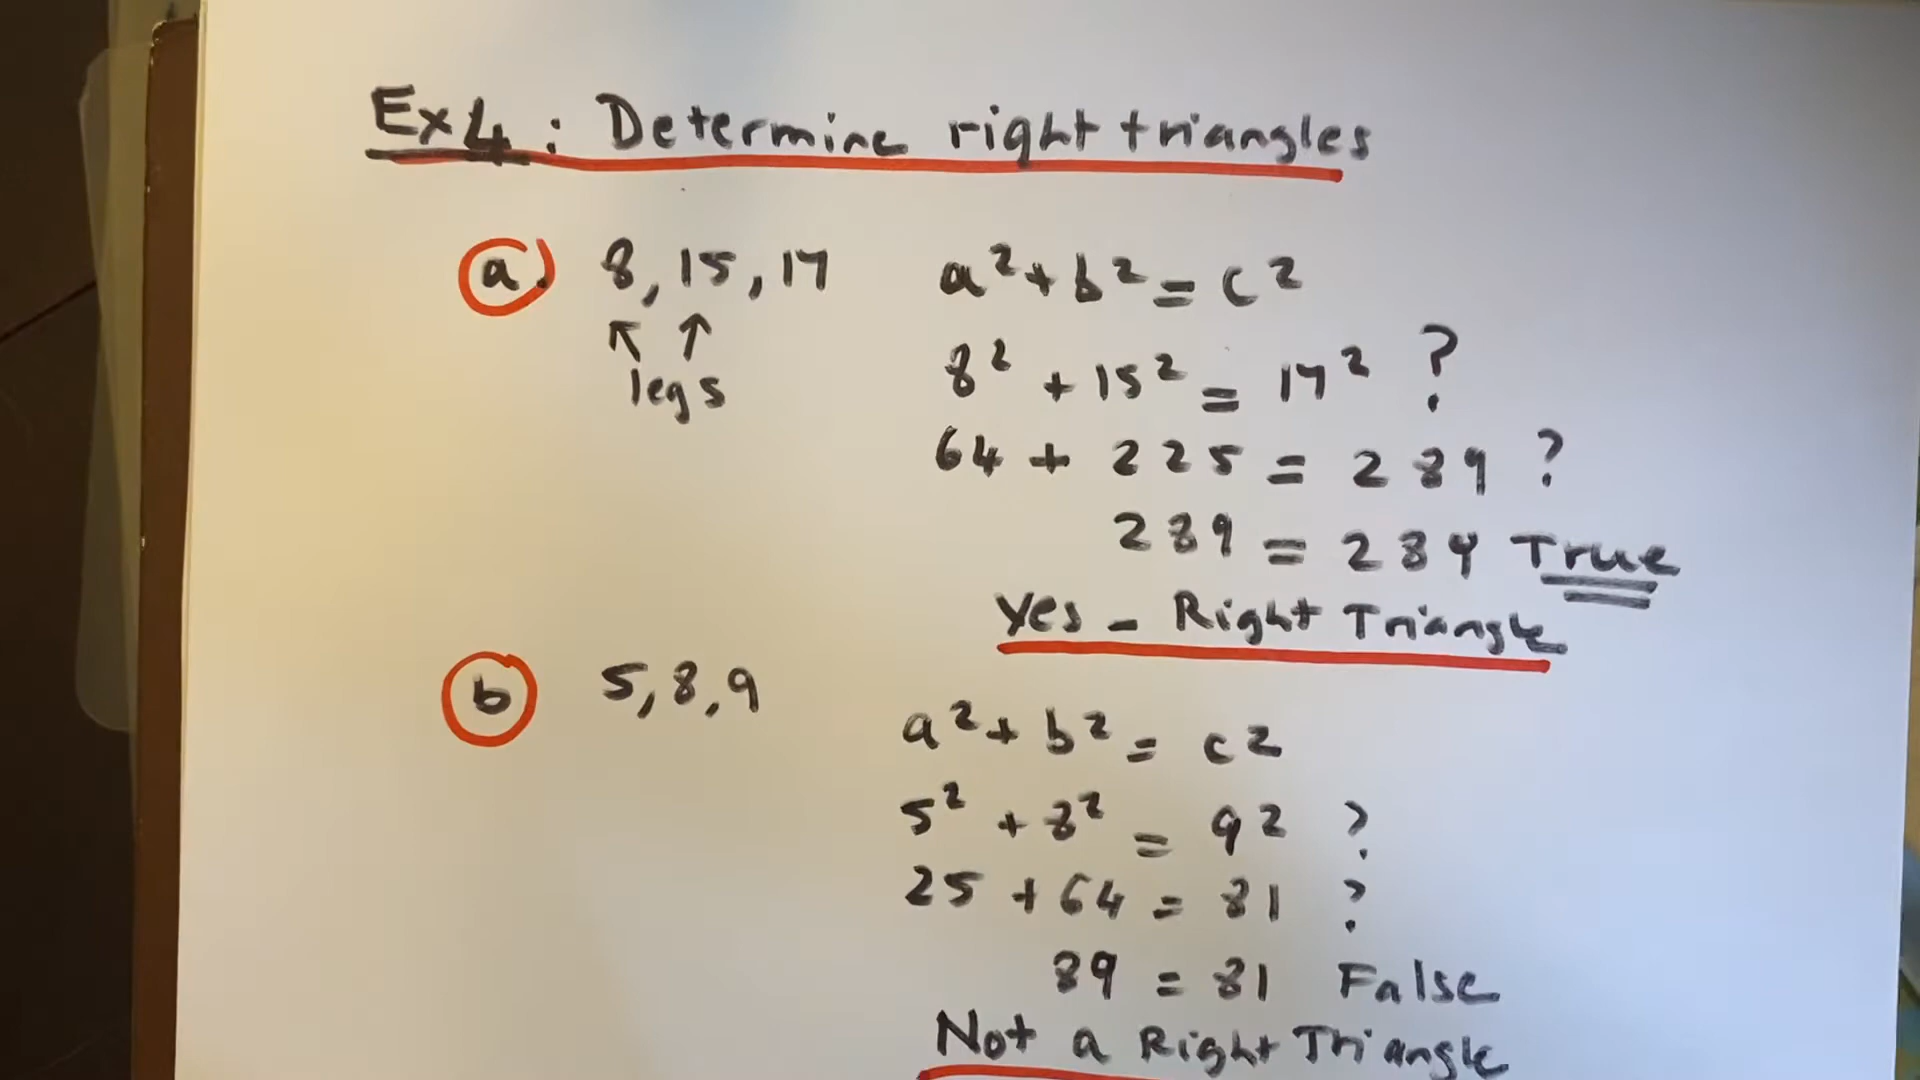 Ex4: Determine right triangles
a. 8, 15, 17
legs
a² + b² = c²
8² + 15² = 17² ?
64 + 225 = 289 ?
289 = 289 True
Yes - Right Triangle
b 5, 8, 9
a² + b² = c²
5² + 8² = 9² ?
25 + 64 = 81 ?
89 = 81 False
Not a Right Triangle